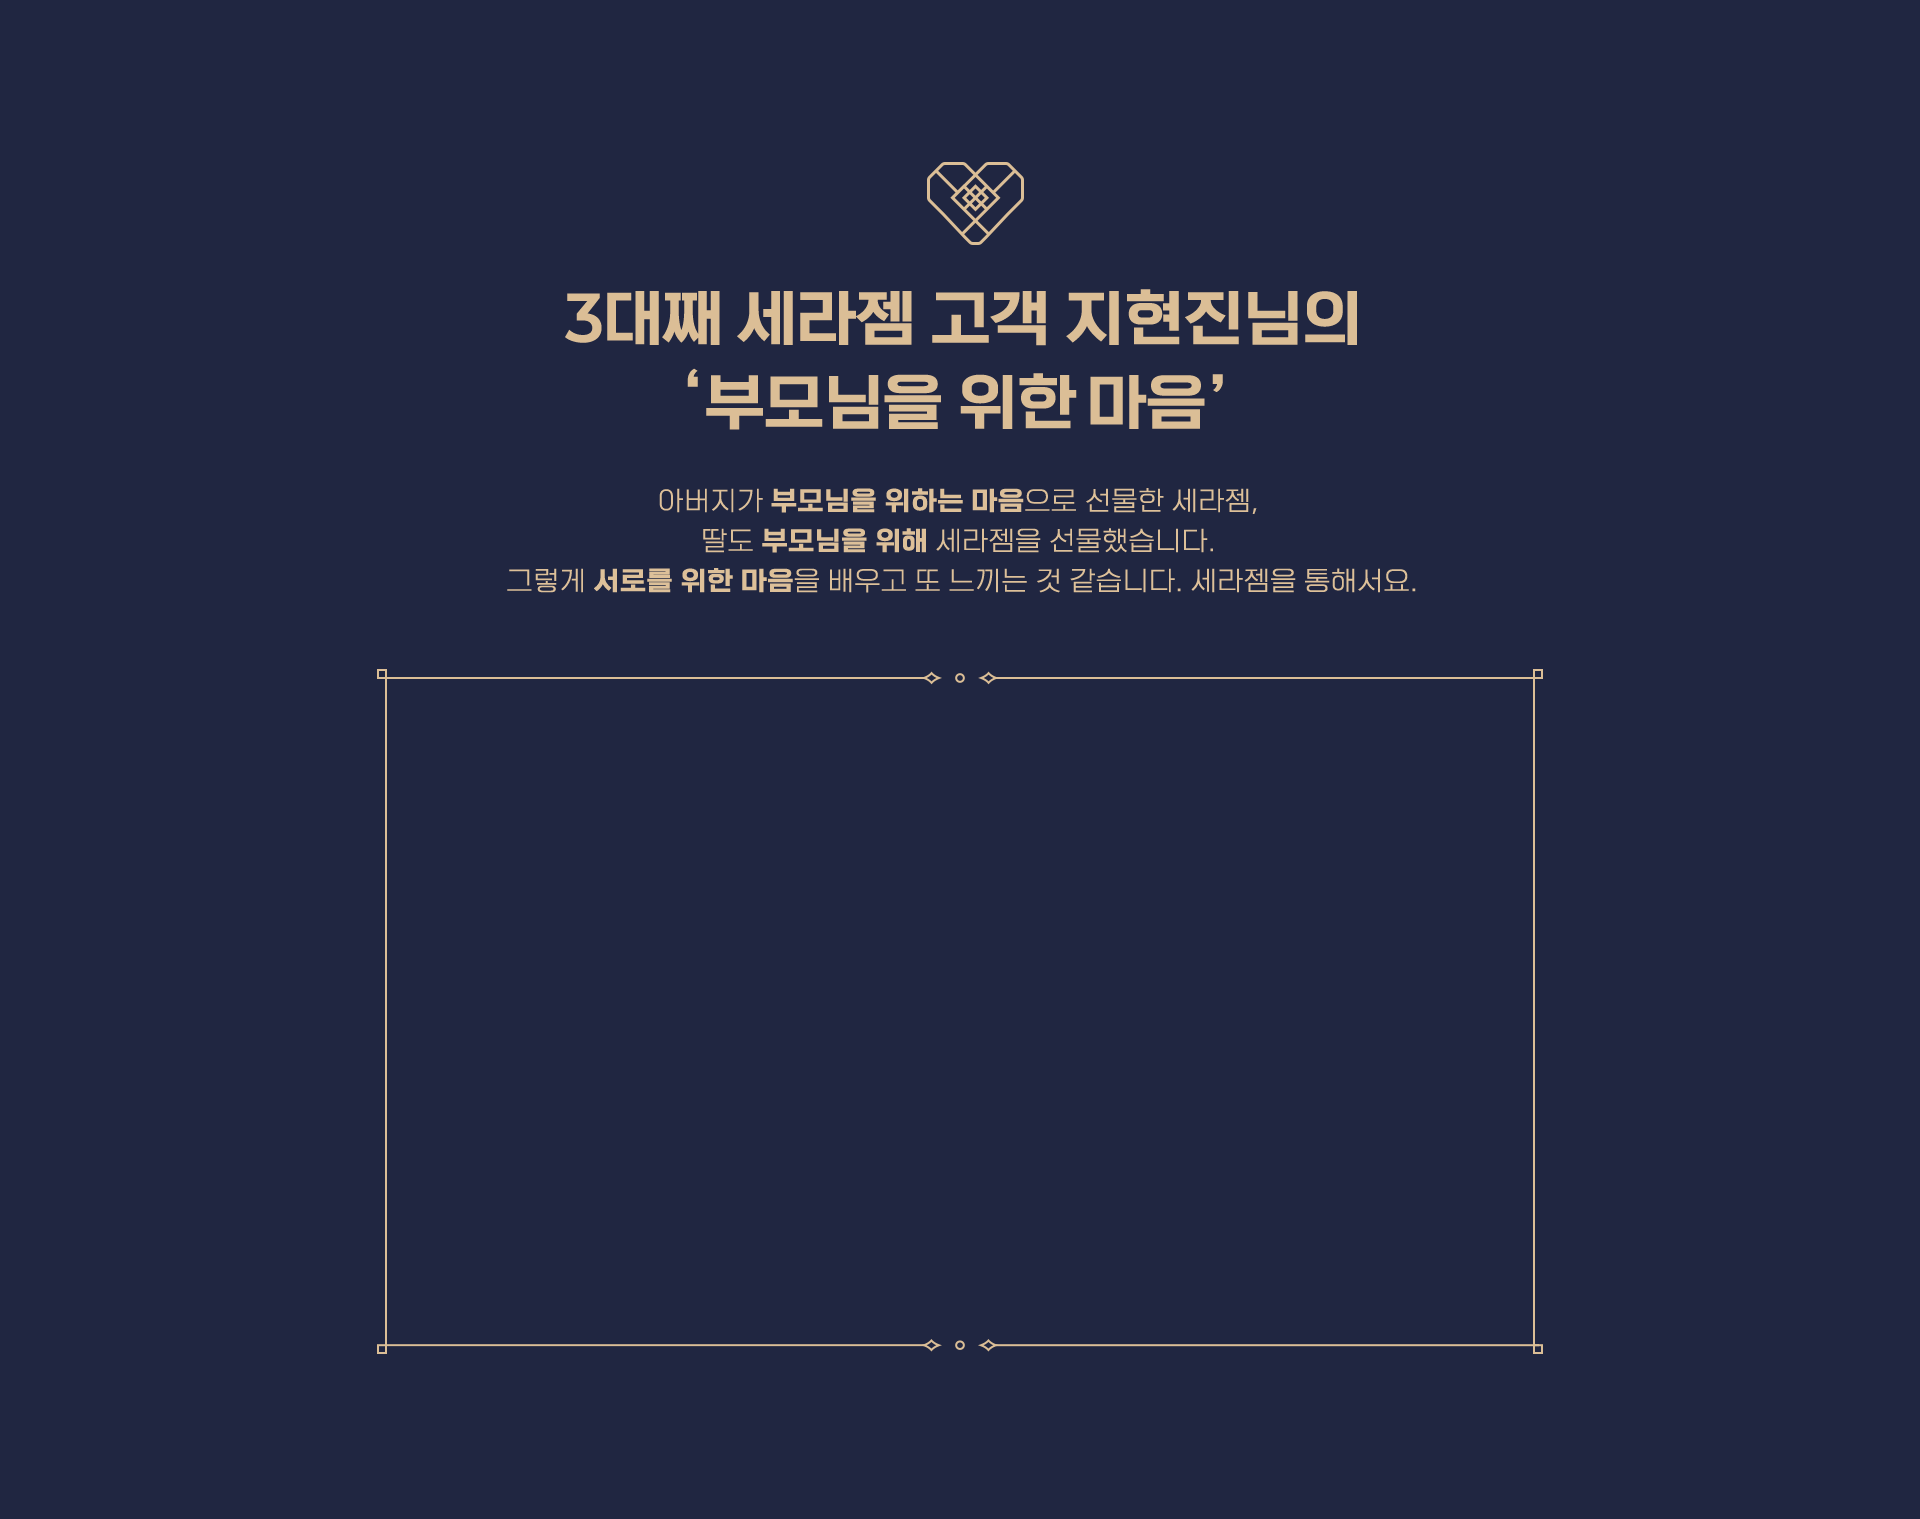 3대째 세라젬 고객 지현진님의
‘부모님을 위한 마음’
아버지가 부모님을 위하는 마음으로 선물한 세라젬,
딸도 부모님을 위해 세라젬을 선물했습니다.
그렇게 서로를 위한 마음을 배우고 또 느끼는 것 같습니다. 세라젬을 통해서요.